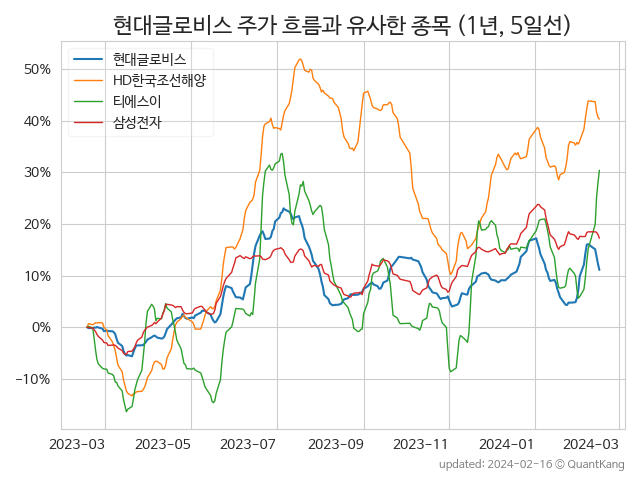 현대글로비스 주가 흐름과 유사한 종목 (1년, 5일선)
현대글로비스
HD한국조선해양
티에스이
삼성전자
50%
40%
30%
20%
10%
0%
−10%
2023-03 2023-05 2023-07 2023-09 2023-11 2024-01 2024-03
updated: 2024-02-16 © QuantKang